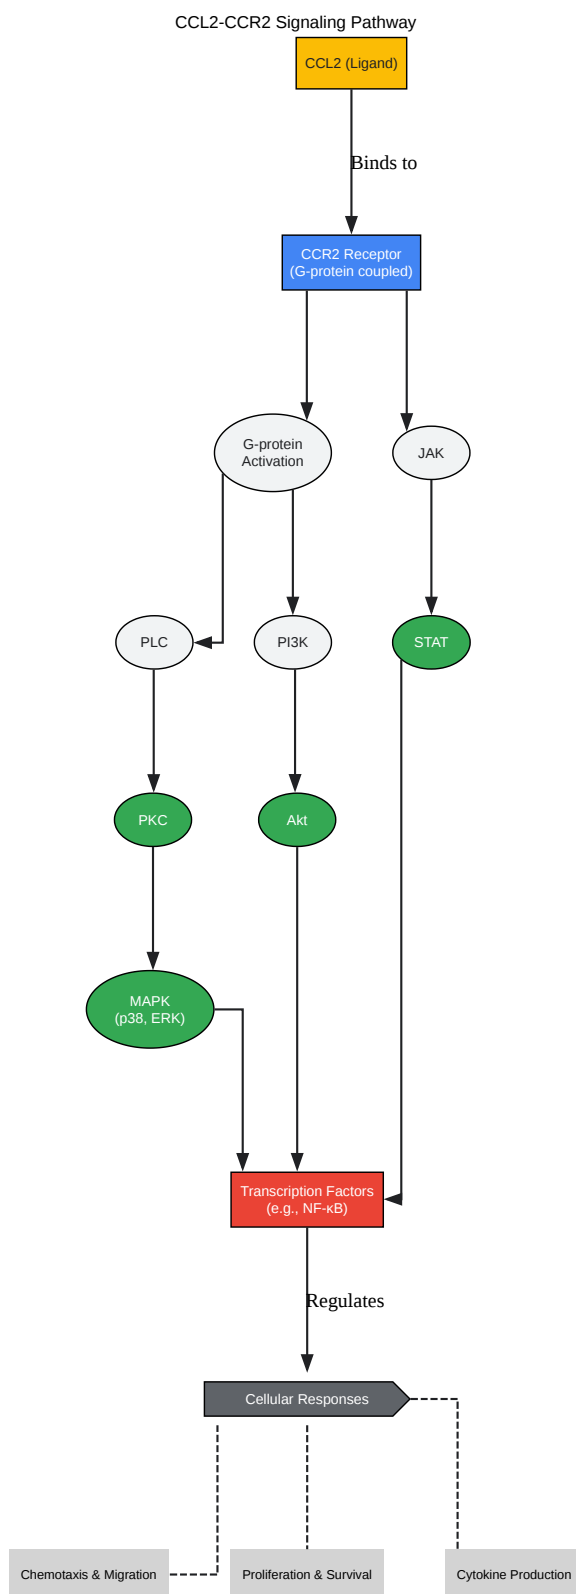 CCL2-CCR2 Signaling Pathway
CCL2 (Ligand)
Binds to
CCR2 Receptor
(G-protein coupled)
G-protein
Activation
JAK
PLC
PI3K
STAT
PKC
Akt
MAPK
(p38, ERK)
Transcription Factors
(e.g., NF-κB)
Regulates
Cellular Responses
Chemotaxis & Migration
Proliferation & Survival
Cytokine Production